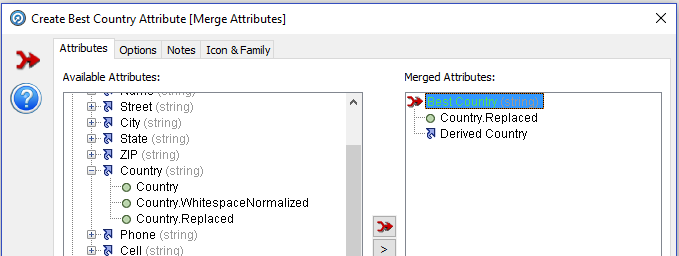 Create Best Country Attribute [Merge Attributes]
Attributes Options Notes Icon & Family
Available Attributes:
Name (string)
Street (string)
City (string)
State (string)
ZIP (string)
Country (string)
Country
Country.WhitespaceNormalized
Country.Replaced
Phone (string)
Cell (string)
>
Merged Attributes:
Best Country (string)
Country.Replaced
Derived Country